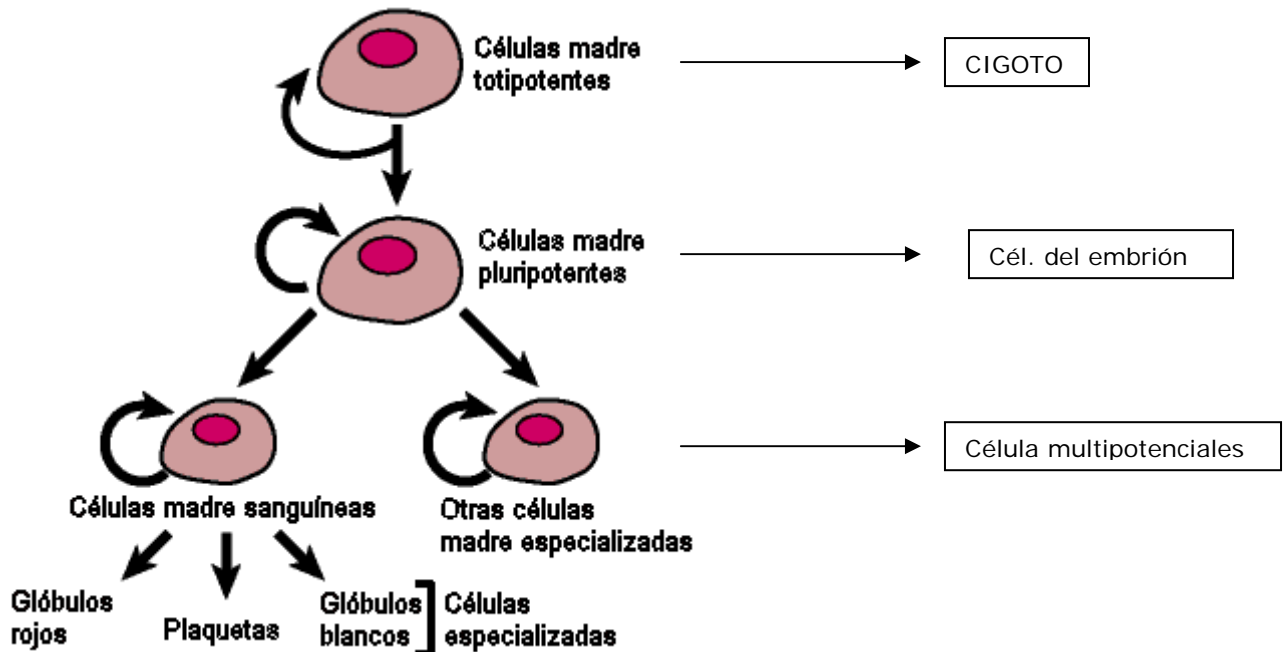 Células madre
totipotentes
CIGOTO
Células madre
pluripotentes
Cél. del embrión
Célula multipotenciales
Células madre sanguíneas
Otras células
madre especializadas
Glóbulos
rojos
Plaquetas
Glóbulos
blancos
Células
especializadas